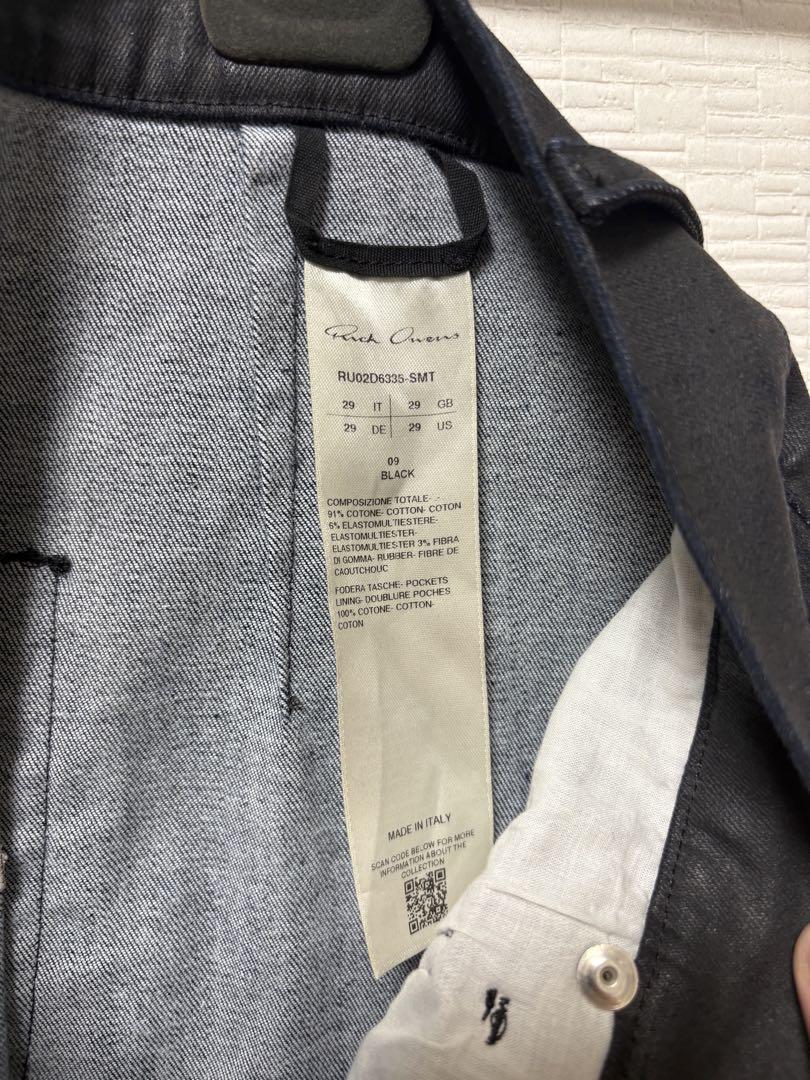 Rick Owens
RU02D6335-SMT
29 IT 29 GB
29 DE 29 US
09
BLACK
COMPOSIZIONE TOTALE- -
91% COTONE- COTTON- COTON
6% ELASTOMULTIESTERE-
ELASTOMULTIESTER-
ELASTOMULTIESTER 3% FIBRA
DI GOMMA- RUBBER- FIBRE DE
CAOUTCHOUC
FODERA TASCHE- POCKETS
LINING- DOUBLURE POCHES
100% COTONE- COTTON-
COTON
MADE IN ITALY
SCAN CODE BELOW FOR MORE
INFORMATION ABOUT THE
COLLECTION